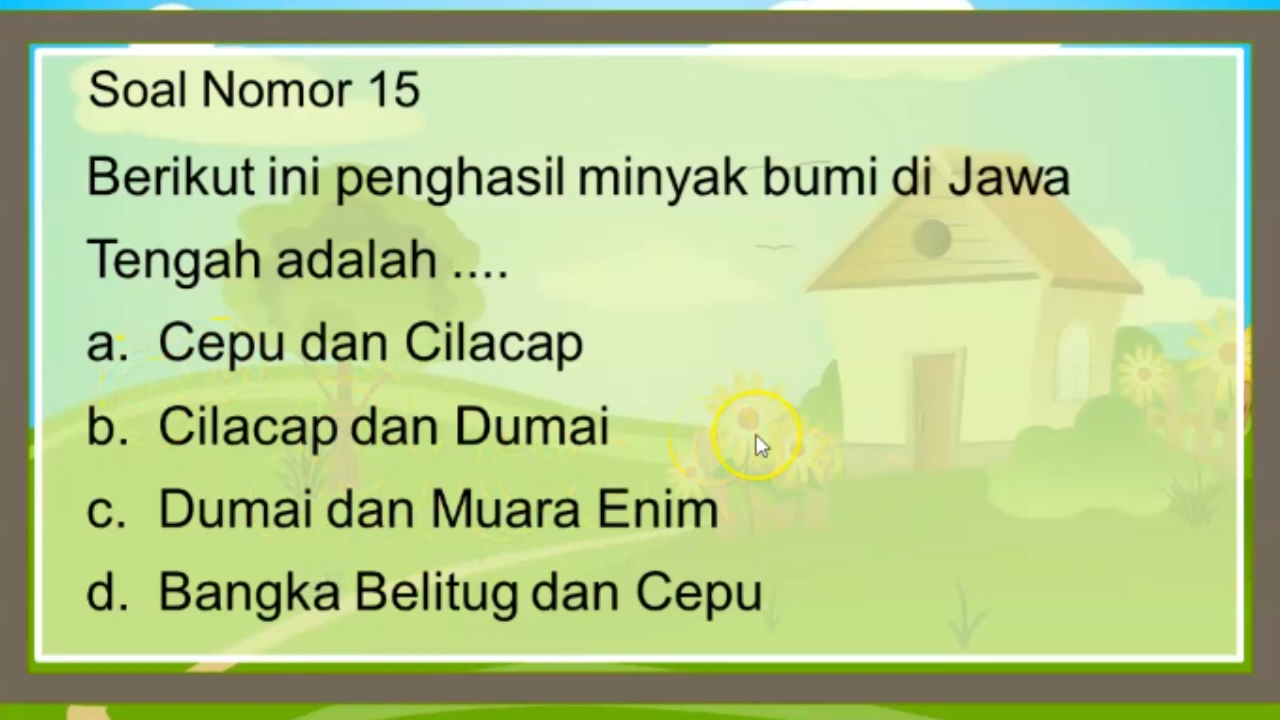 Soal Nomor 15
Berikut ini penghasil minyak bumi di Jawa
Tengah adalah ....
a. Cepu dan Cilacap
b. Cilacap dan Dumai
c. Dumai dan Muara Enim
d. Bangka Belitug dan Cepu